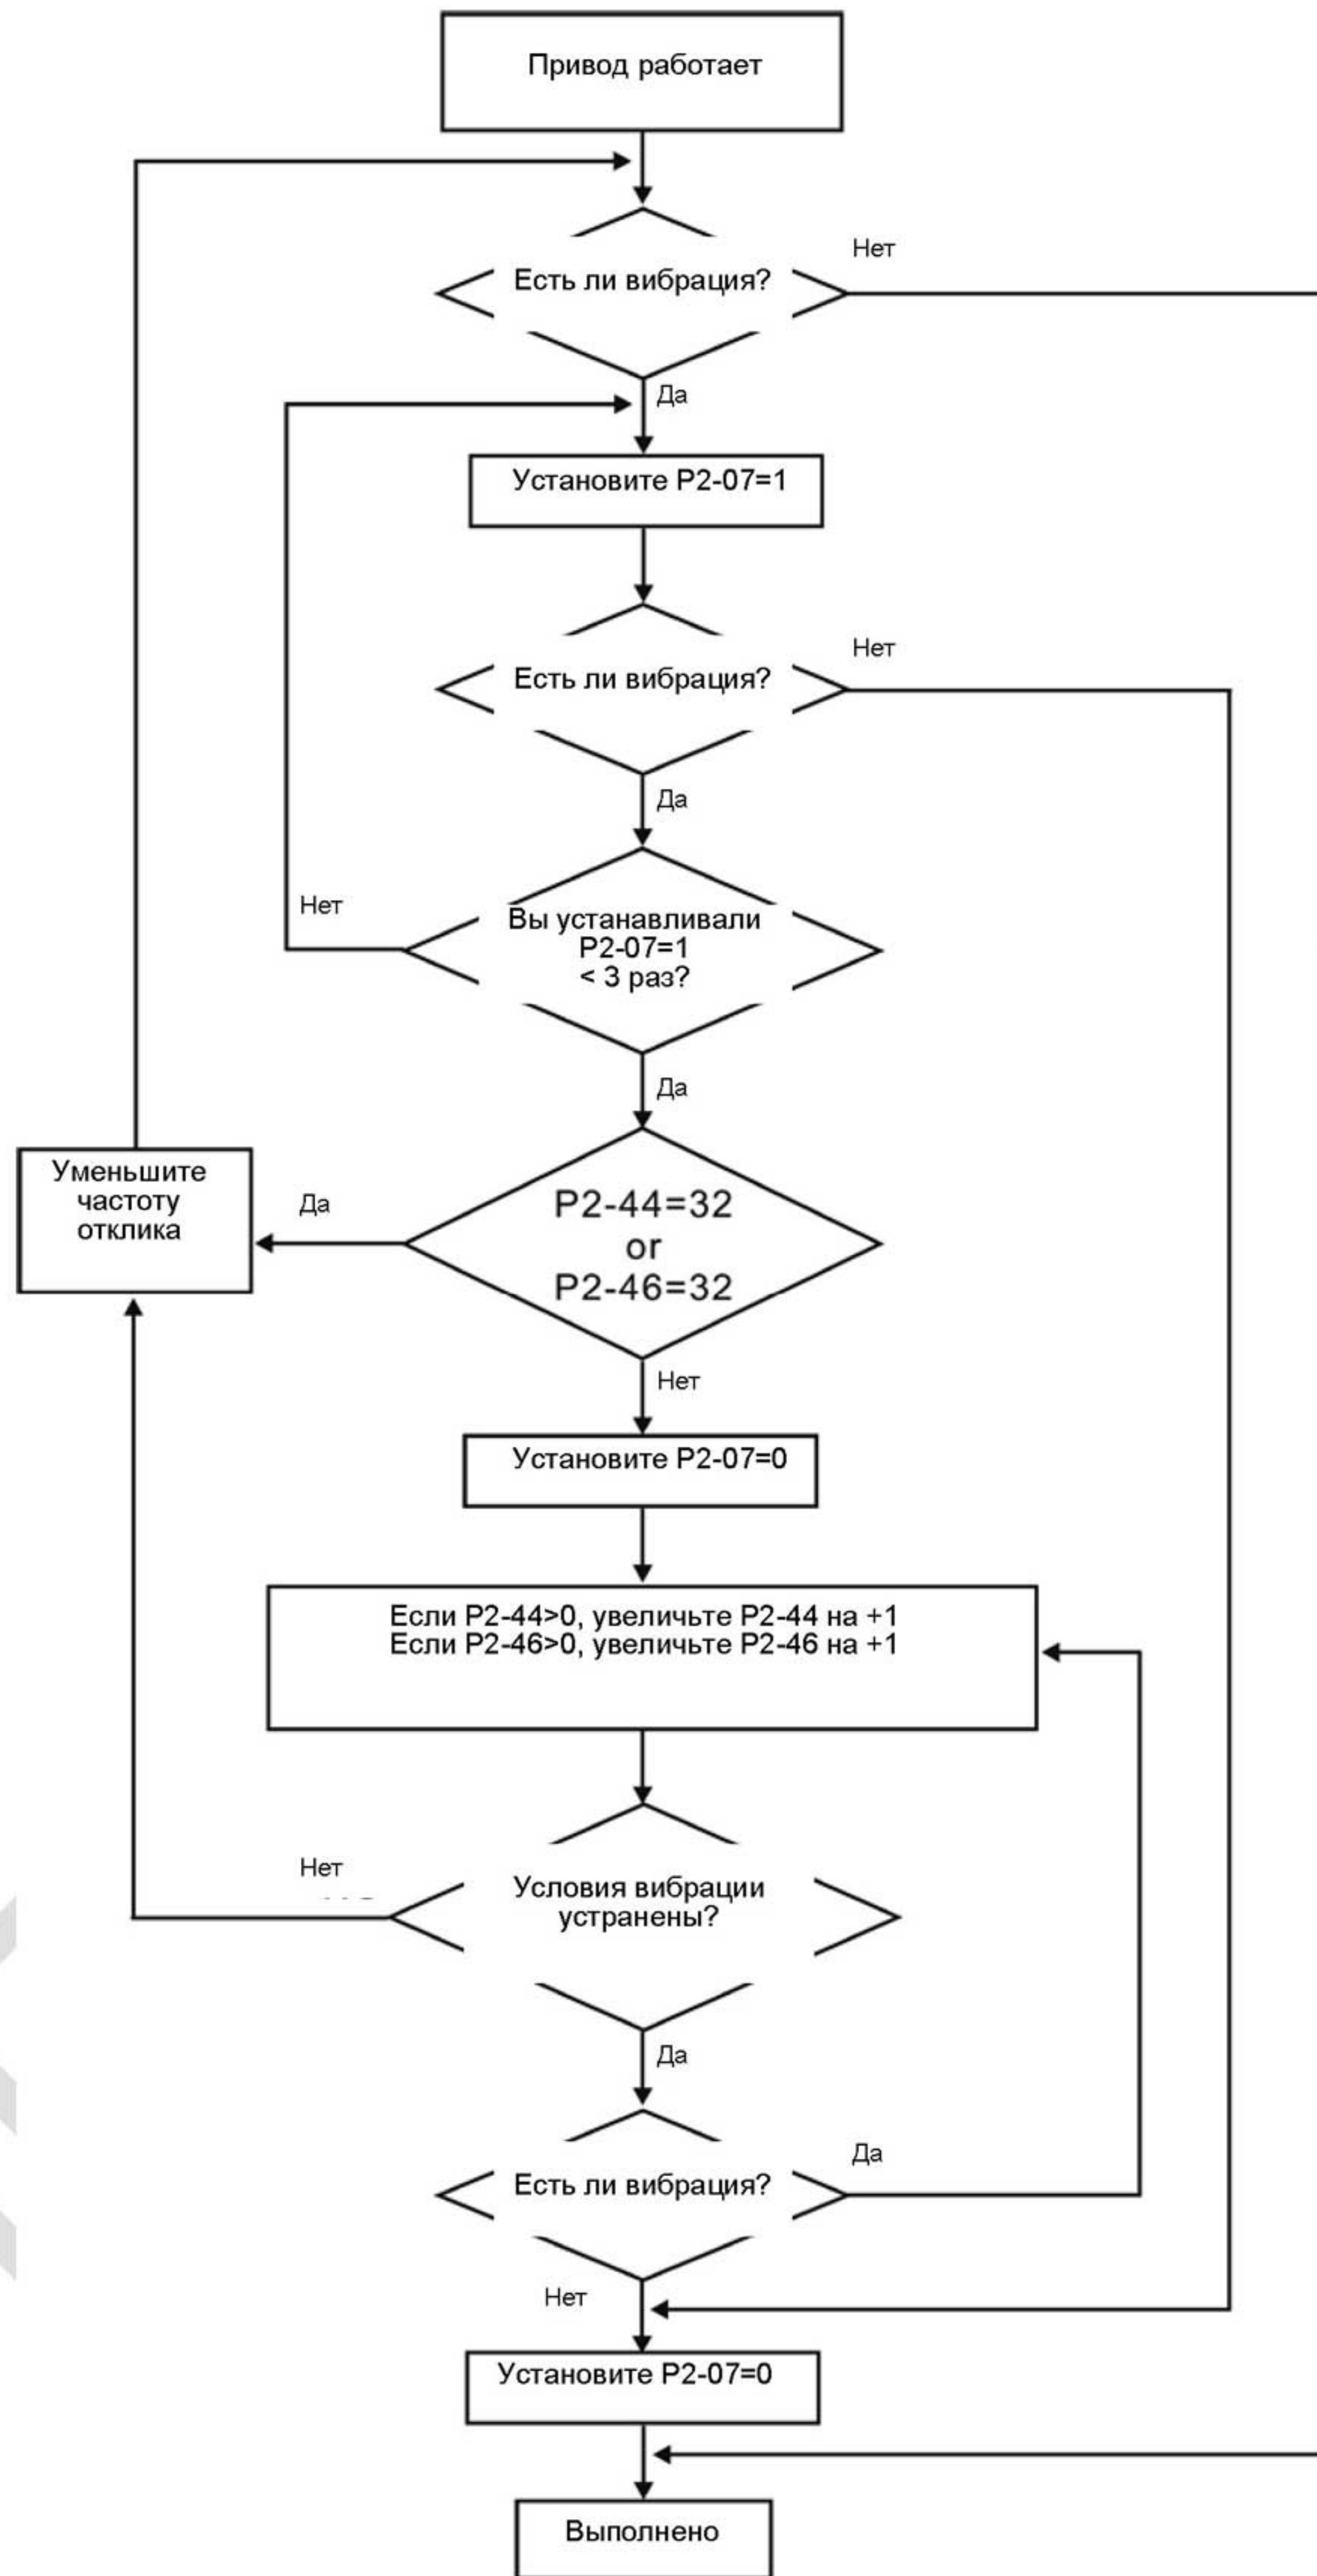 Привод работает
Нет
Есть ли вибрация?
Да
Установите P2-07=1
Нет
Есть ли вибрация?
Да
Нет
Вы устанавливали
P2-07=1
< 3 раз?
Да
Уменьшите
частоту
отклика
Да
P2-44=32
or
P2-46=32
Нет
Установите P2-07=0
Если P2-44>0, увеличьте P2-44 на +1
Если P2-46>0, увеличьте P2-46 на +1
Нет
Условия вибрации
устранены?
Да
Да
Есть ли вибрация?
Нет
Установите P2-07=0
Выполнено